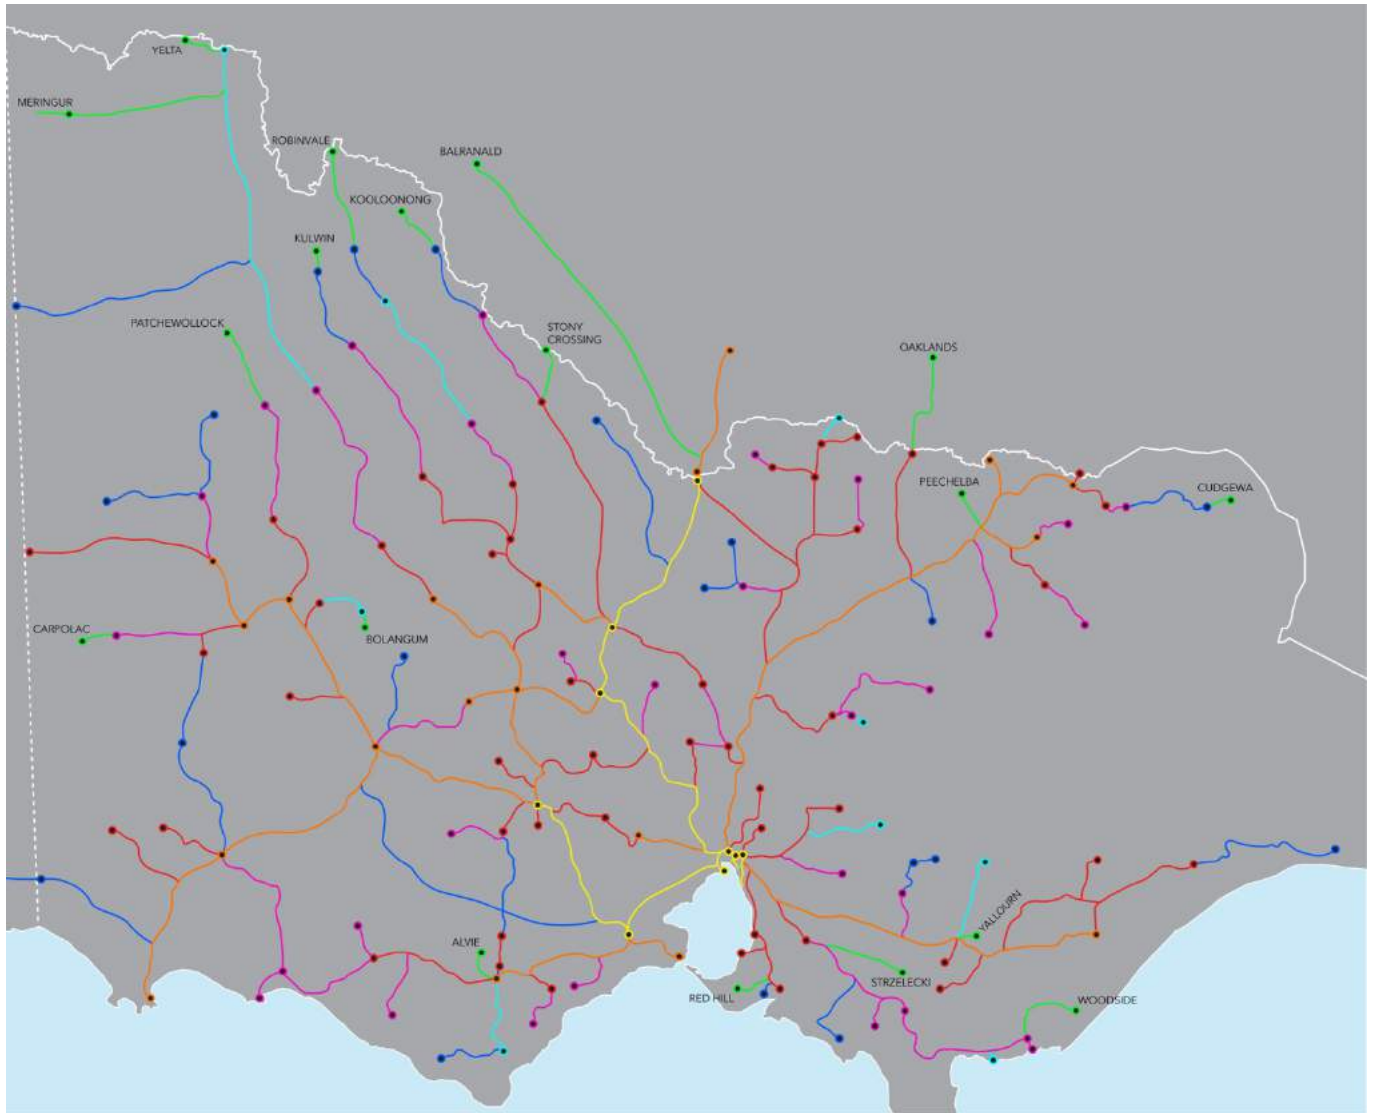 YELTA
MERINGUR
ROBINVALE
BALRANALD
KOOLOONONG
KULWIN
PATCHEWOLLOCK
STONY
CROSSING
OAKLANDS
PEECHELBA
CUDGEWA
CARPOLAC
BOLANGUM
YALLOURN
ALVIE
STRZELECKI
RED HILL
WOODSIDE